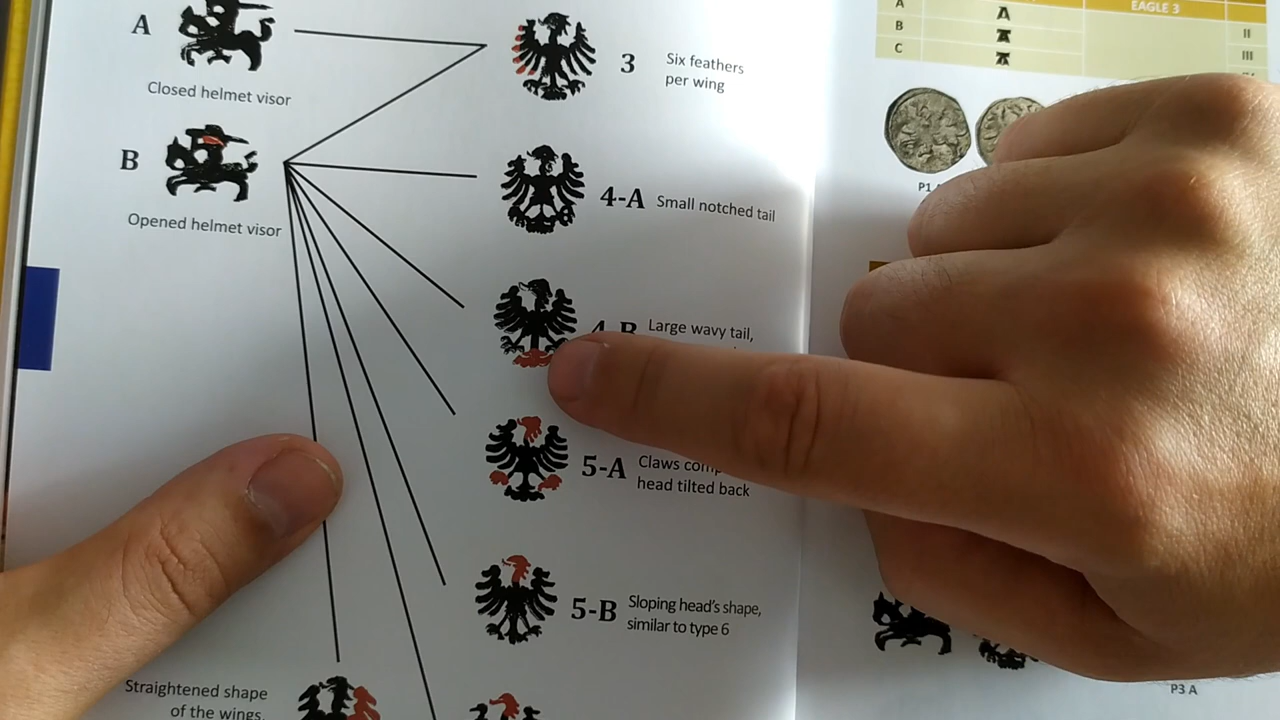 A
Closed helmet visor
B
Opened helmet visor
3
Six feathers
per wing
4-A
Small notched tail
4-B
Large wavy tail,
5-A
Claws
head tilted back
5-B
Sloping head's shape,
similar to type 6
Straightened shape
of the wings.
EAGLE 3
A
B
II
C
III
P1
P3 A